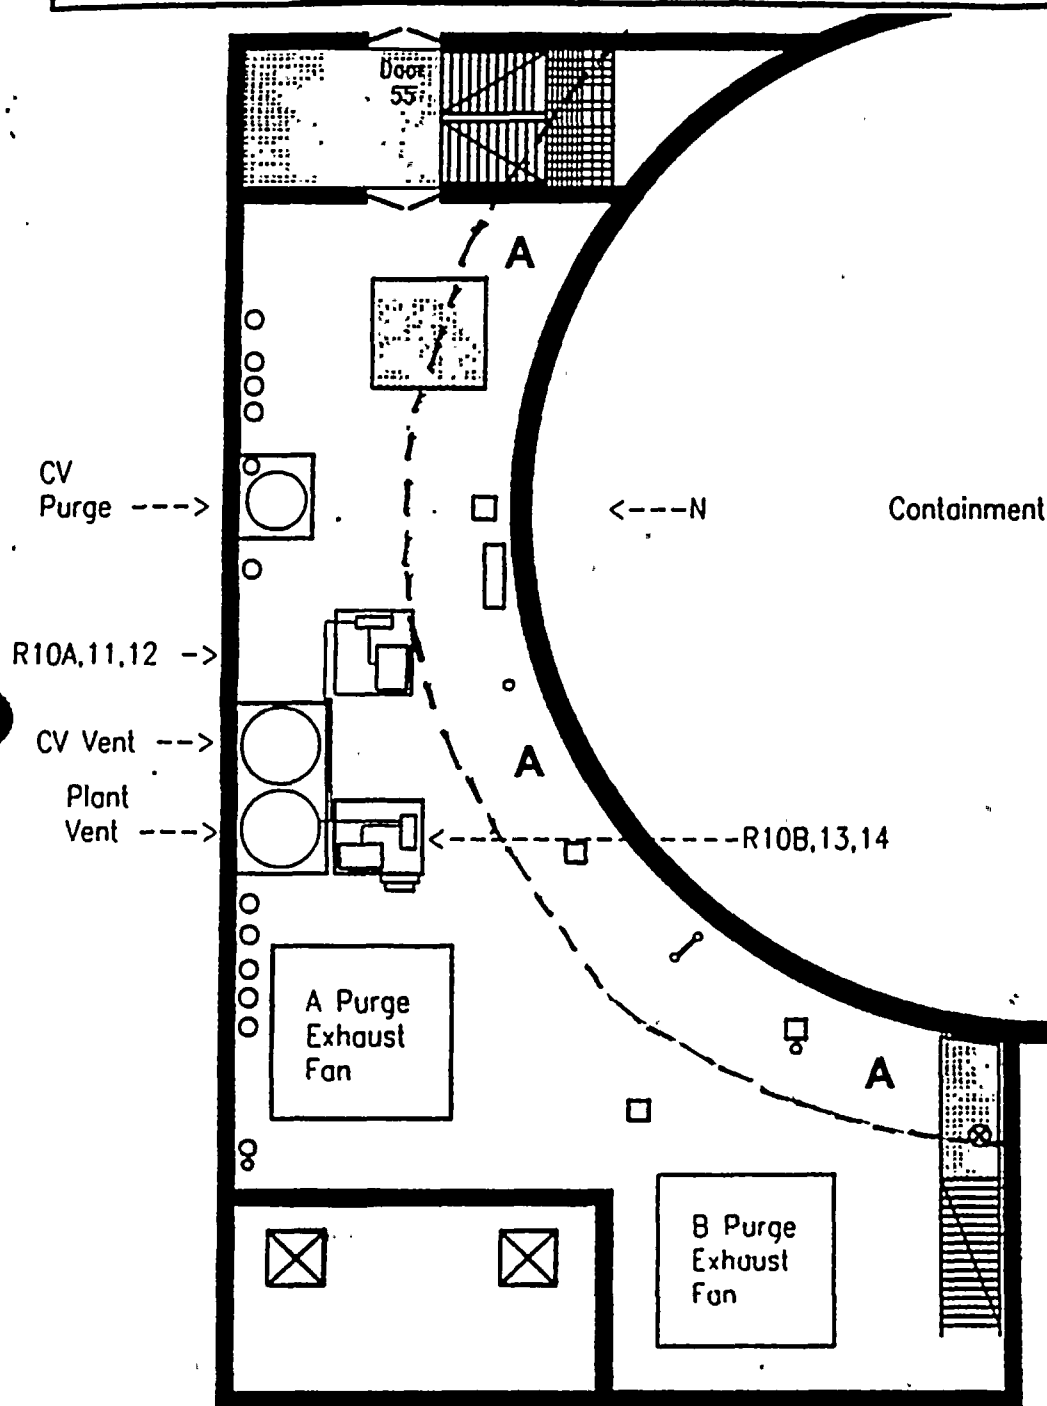 Door
55
A
CV
Purge --->
<---N
Containment
R10A,11,12 ->
CV Vent -->
A
Plant
Vent --->
<-----------R10B,13,14
A Purge
Exhaust
Fan
A
B Purge
Exhaust
Fan